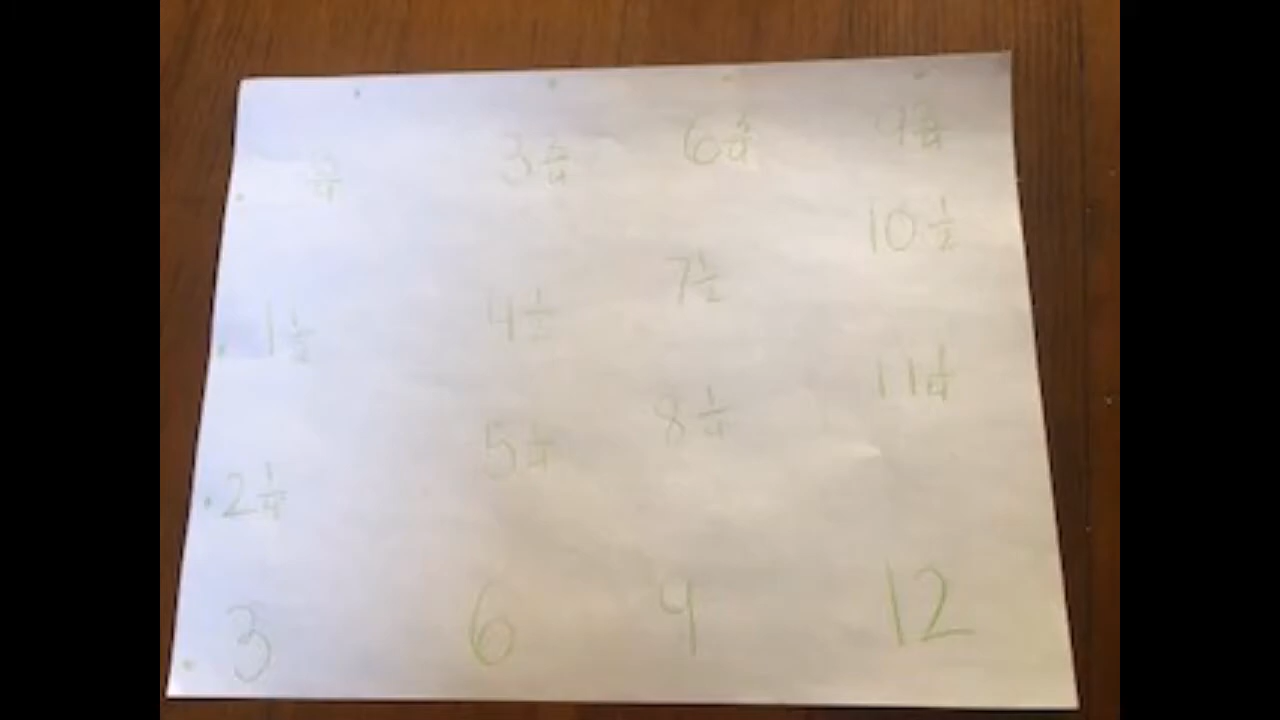 3/4 3 3/4 6 3/4 9 3/4
1 1/2 4 1/2 7 1/2 10 1/2
2 1/4 5 1/4 8 1/4 11 1/4
3 6 9 12